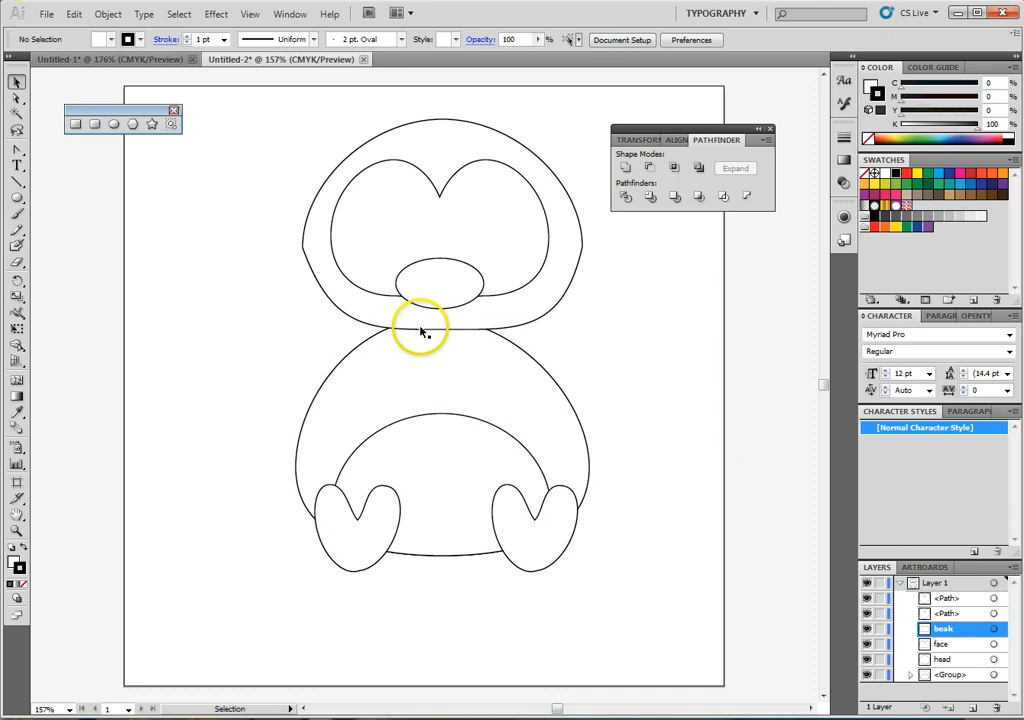 Ai File Edit Object Type Select Effect View Window Help Br TYPOGRAPHY CS Live
No Selection Stroke: 1 pt Uniform 2 pt. Oval Style: Opacity: 100 % Document Setup Preferences
Untitled-1* @ 176% (CMYK/Preview) Untitled-2* @ 157% (CMYK/Preview)
TRANSFORM ALIGN PATHFINDER
Shape Modes:
Expand
Pathfinders:
COLOR COLOR GUIDE
C 0 %
M 0 %
Y 0 %
K 100 %
SWATCHES
CHARACTER PARAGR OPENTY
Myriad Pro
Regular
12 pt (14.4 pt
Auto 0
CHARACTER STYLES PARAGRAPH
[Normal Character Style]
LAYERS ARTBOARDS
Layer 1
<Path>
<Path>
beak
face
head
<Group>
1 Layer
157% 1 Selection